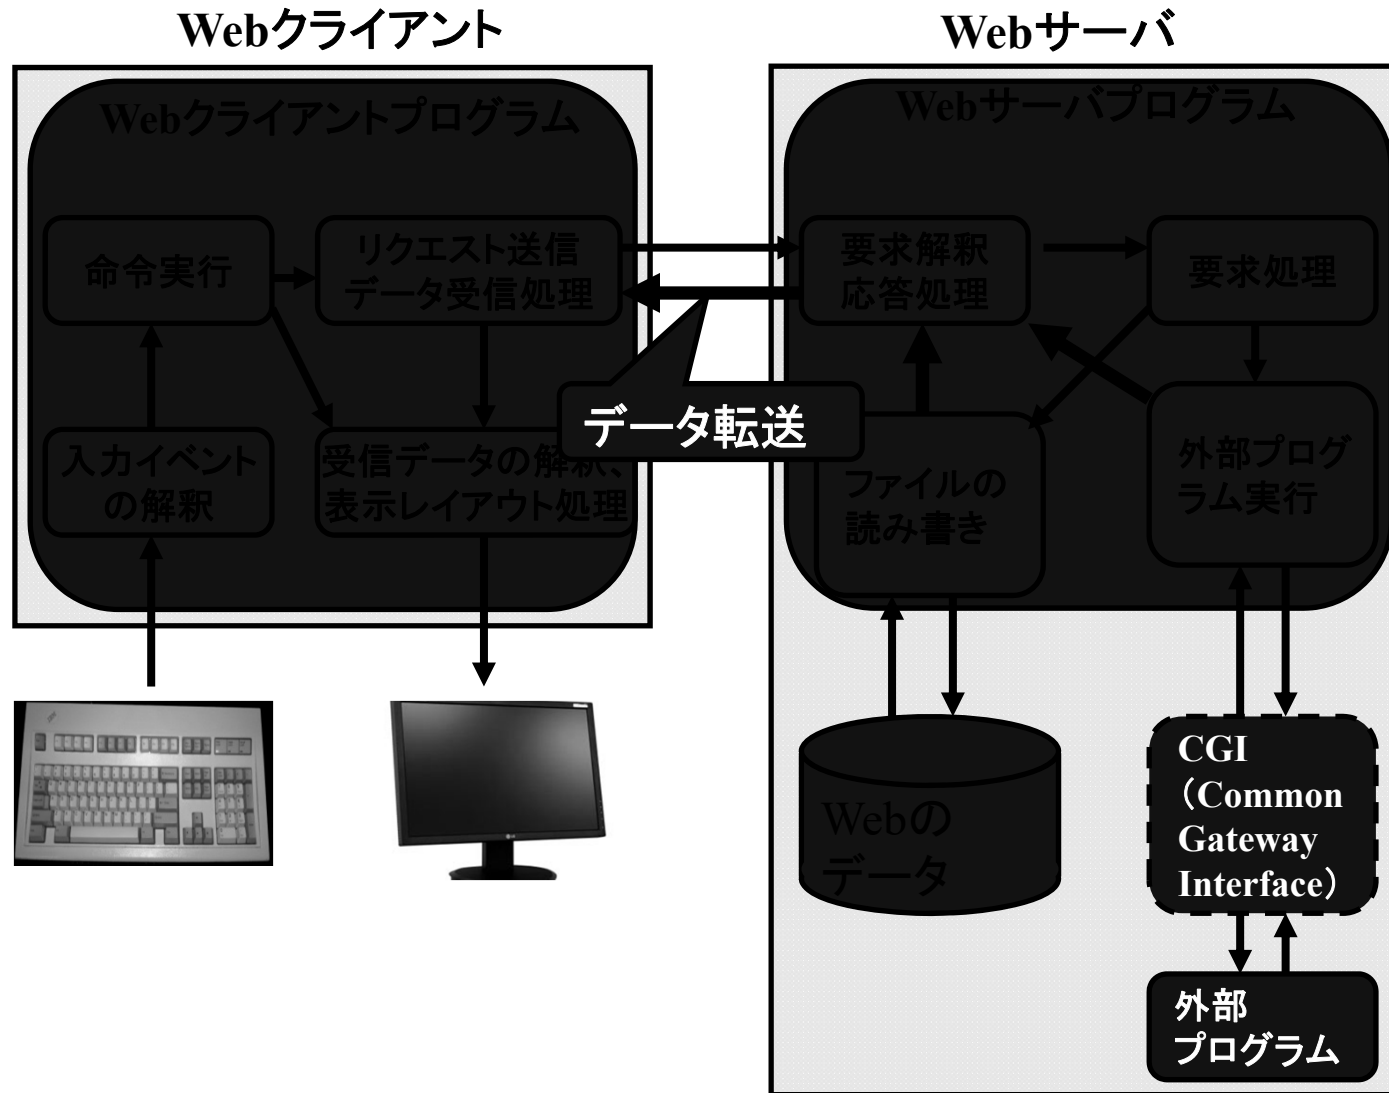 Webクライアント
Webサーバ
Webクライアントプログラム
Webサーバプログラム
命令実行
リクエスト送信
データ受信処理
要求解釈
応答処理
要求処理
データ転送
入力イベント
の解釈
受信データの解釈、
表示レイアウト処理
ファイルの
読み書き
外部プログ
ラム実行
Webの
データ
CGI
（Common
Gateway
Interface）
外部
プログラム